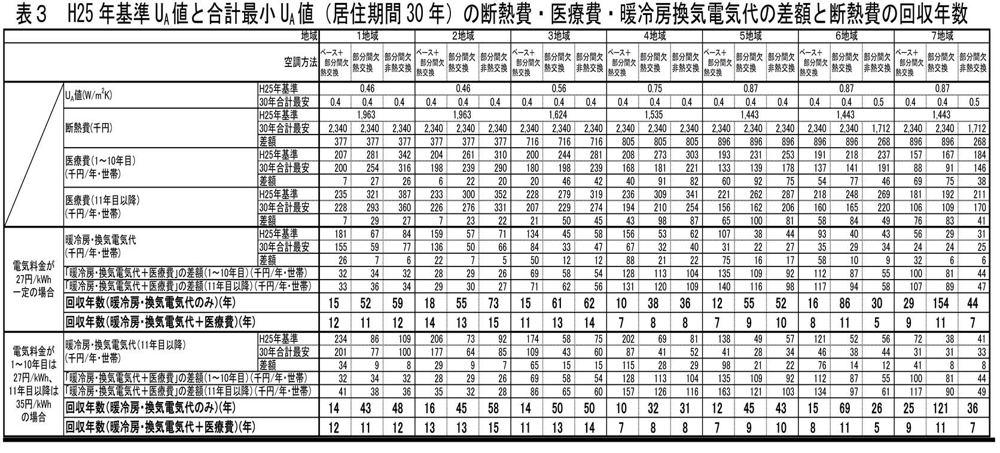 表3 H25年基準UA値と合計最小UA値（居住期間30年）の断熱費・医療費・暖冷房換気電気代の差額と断熱費の回収年数
地域 1地域 2地域 3地域 4地域 5地域 6地域 7地域
空調方法 ベース＋部分間欠熱交換 部分間欠熱交換 部分間欠非熱交換 ベース＋部分間欠熱交換 部分間欠熱交換 部分間欠非熱交換 ベース＋部分間欠熱交換 部分間欠熱交換 部分間欠非熱交換 ベース＋部分間欠熱交換 部分間欠熱交換 部分間欠非熱交換 ベース＋部分間欠熱交換 部分間欠熱交換 部分間欠非熱交換 ベース＋部分間欠熱交換 部分間欠熱交換 部分間欠非熱交換 ベース＋部分間欠熱交換 部分間欠熱交換 部分間欠非熱交換
UA値(W/m2K) H25年基準 0.46 0.46 0.56 0.75 0.87 0.87 0.87
30年合計最安 0.4 0.4 0.4 0.4 0.4 0.4 0.4 0.4 0.4 0.4 0.4 0.4 0.4 0.4 0.4 0.4 0.4 0.5 0.4 0.4 0.5
断熱費(千円) H25年基準 1,963 1,963 1,624 1,535 1,443 1,443 1,443
30年合計最安 2,340 2,340 2,340 2,340 2,340 2,340 2,340 2,340 2,340 2,340 2,340 2,340 2,340 2,340 2,340 2,340 2,340 1,712 2,340 2,340 1,712
差額 377 377 377 377 377 377 716 716 716 805 805 805 896 896 896 896 896 268 896 896 268
医療費(1～10年目)(千円/年・世帯) H25年基準 207 281 342 204 261 310 200 244 281 208 273 303 193 231 253 191 218 237 157 167 184
30年合計最安 200 254 316 198 239 290 180 198 239 168 181 221 133 139 178 137 141 191 88 91 146
差額 7 27 26 6 22 20 20 46 42 40 91 82 60 92 75 54 77 46 69 75 38
医療費(11年目以降)(千円/年・世帯) H25年基準 235 321 387 233 300 352 228 279 319 236 309 341 221 262 287 218 248 269 181 192 211
30年合計最安 228 293 360 226 276 331 207 229 274 194 210 254 156 162 206 160 165 220 106 109 170
差額 7 29 27 7 23 22 21 50 45 43 98 87 65 100 81 58 84 49 76 83 41
電気料金が27円/kWh一定の場合
暖冷房・換気電気代(千円/年・世帯) H25年基準 181 67 84 159 57 71 134 45 58 156 53 62 107 38 44 93 40 43 56 29 31
30年合計最安 155 59 77 136 50 66 84 33 47 67 32 40 31 22 27 35 29 34 24 24 25
差額 26 7 6 22 7 5 50 12 12 88 21 22 75 16 17 58 10 9 32 6 6
「暖冷房・換気電気代＋医療費」の差額(1～10年目)(千円/年・世帯) 32 34 32 28 29 26 69 58 54 128 113 104 135 109 92 112 87 55 100 81 44
「暖冷房・換気電気代＋医療費」の差額(11年目以降)(千円/年・世帯) 33 36 34 29 30 27 71 62 56 131 120 109 140 116 98 117 94 58 107 89 47
回収年数(暖冷房・換気電気代のみ)(年) 15 52 59 18 55 73 15 61 62 10 38 36 12 55 52 16 86 30 29 154 44
回収年数(暖冷房・換気電気代＋医療費)(年) 12 11 12 14 13 15 11 13 14 7 8 8 7 9 10 8 11 5 9 11 7
電気料金が1～10年目は27円/kWh、11年目以降は35円/kWhの場合
暖冷房・換気電気代(11年目以降)(千円/年・世帯) H25年基準 234 86 109 206 73 92 174 58 75 202 69 81 138 49 57 121 52 56 72 38 41
30年合計最安 201 77 100 177 64 85 109 43 60 87 41 52 41 28 34 46 38 44 31 31 33
差額 34 9 8 29 9 7 65 15 15 115 28 29 98 21 22 76 14 12 41 8 8
「暖冷房・換気電気代＋医療費」の差額(1～10年目)(千円/年・世帯) 32 34 32 28 29 26 69 58 54 128 113 104 135 109 92 112 87 55 100 81 44
「暖冷房・換気電気代＋医療費」の差額(11年目以降)(千円/年・世帯) 41 38 36 35 32 28 86 65 60 157 126 116 163 121 103 134 97 61 117 90 49
回収年数(暖冷房・換気電気代のみ)(年) 14 43 48 16 45 58 14 50 50 10 32 31 12 45 43 15 69 26 25 121 36
回収年数(暖冷房・換気電気代＋医療費)(年) 12 11 12 13 13 15 11 13 14 7 8 8 7 9 10 8 11 5 9 11 7